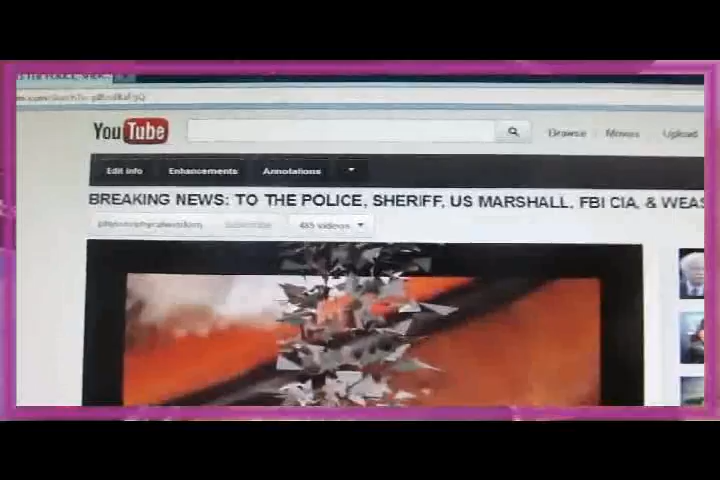 YouTube
Browse Movies Upload
Edit info Enhancements Annotations
BREAKING NEWS: TO THE POLICE, SHERIFF, US MARSHALL, FBI CIA, & WEAS
Subscribe 485 videos